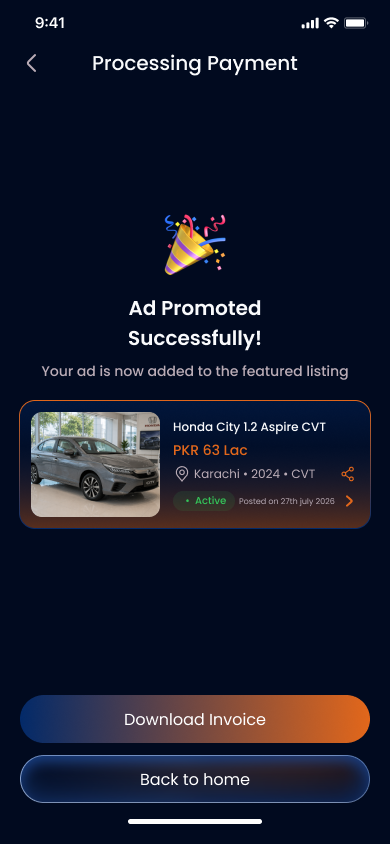 9:41
Processing Payment
Ad Promoted
Successfully!
Your ad is now added to the featured listing
Honda City 1.2 Aspire CVT
PKR 63 Lac
Karachi • 2024 • CVT
• Active Posted on 27th july 2026
Download Invoice
Back to home